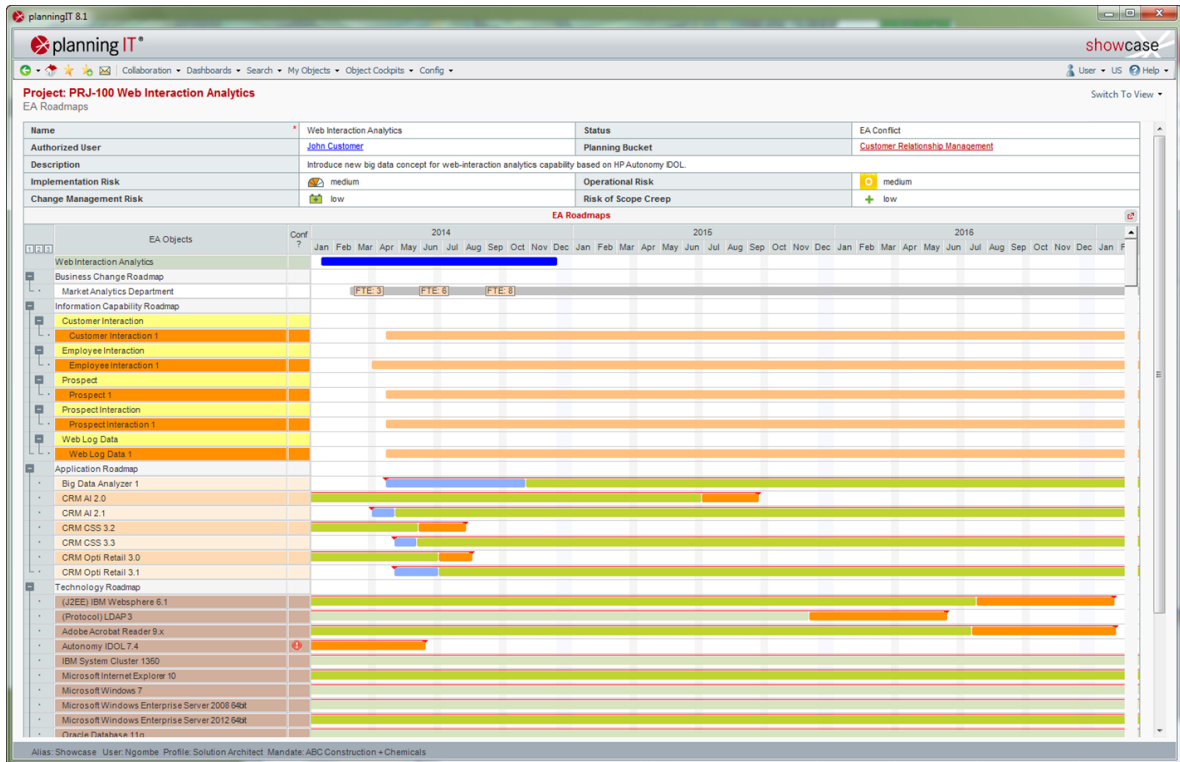 planningIT 8.1
planning IT®
showcase
Collaboration Dashboards Search My Objects Object Cockpits Config User US Help
Project: PRJ-100 Web Interaction Analytics
Switch To View
EA Roadmaps
Name * Web Interaction Analytics Status EA Conflict
Authorized User John Customer Planning Bucket Customer Relationship Management
Description Introduce new big data concept for web-interaction analytics capability based on HP Autonomy IDOL.
Implementation Risk medium Operational Risk medium
Change Management Risk low Risk of Scope Creep low
EA Roadmaps
EA Objects Conf ? 2014 2015 2016
1 2 3 Jan Feb Mar Apr May Jun Jul Aug Sep Oct Nov Dec Jan Feb Mar Apr May Jun Jul Aug Sep Oct Nov Dec Jan Feb Mar Apr May Jun Jul Aug Sep Oct Nov Dec Jan F
Web Interaction Analytics
Business Change Roadmap
Market Analytics Department FTE: 3 FTE: 6 FTE: 8
Information Capability Roadmap
Customer Interaction
Customer Interaction 1
Employee Interaction
Employee Interaction 1
Prospect
Prospect 1
Prospect Interaction
Prospect Interaction 1
Web Log Data
Web Log Data 1
Application Roadmap
Big Data Analyzer 1
CRM AI 2.0
CRM AI 2.1
CRM CSS 3.2
CRM CSS 3.3
CRM Opti Retail 3.0
CRM Opti Retail 3.1
Technology Roadmap
(J2EE) IBM Websphere 6.1
(Protocol) LDAP 3
Adobe Acrobat Reader 9.x
Autonomy IDOL 7.4
IBM System Cluster 1350
Microsoft Internet Explorer 10
Microsoft Windows 7
Microsoft Windows Enterprise Server 2008 64bit
Microsoft Windows Enterprise Server 2012 64bit
Oracle Database 11g
Alias: Showcase User: Ngombe Profile: Solution Architect Mandate: ABC Construction + Chemicals